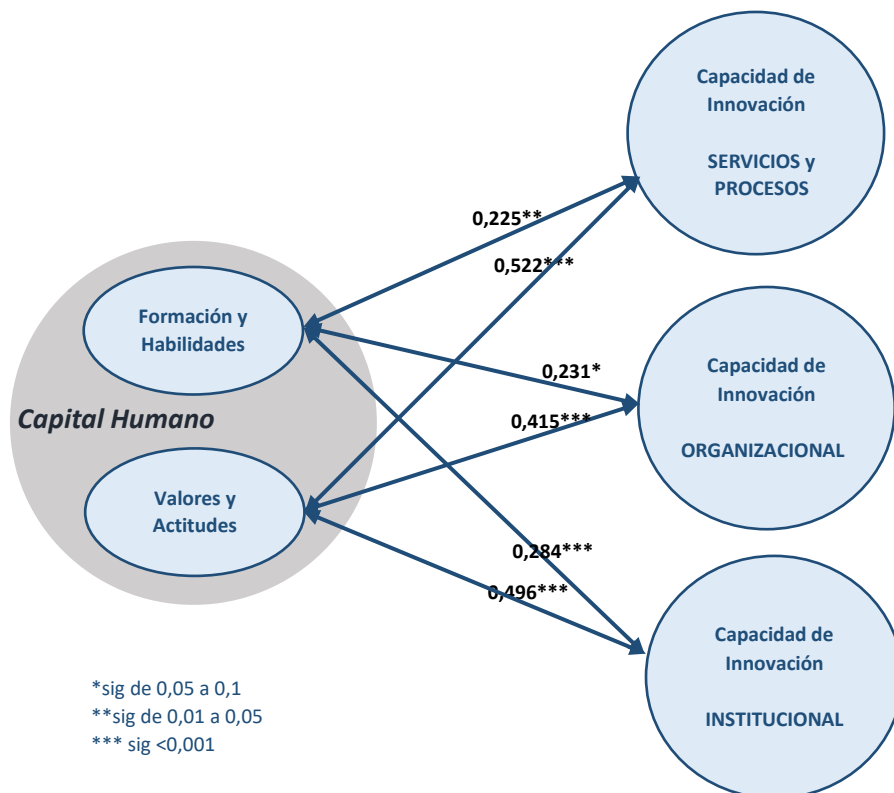 Capacidad de
Innovación
SERVICIOS y
PROCESOS
0,225**
0,522***
Formación y
Habilidades
0,231*
Capacidad de
Innovación
ORGANIZACIONAL
Capital Humano
0,415***
Valores y
Actitudes
0,284***
0,496***
Capacidad de
Innovación
INSTITUCIONAL
*sig de 0,05 a 0,1
**sig de 0,01 a 0,05
*** sig <0,001